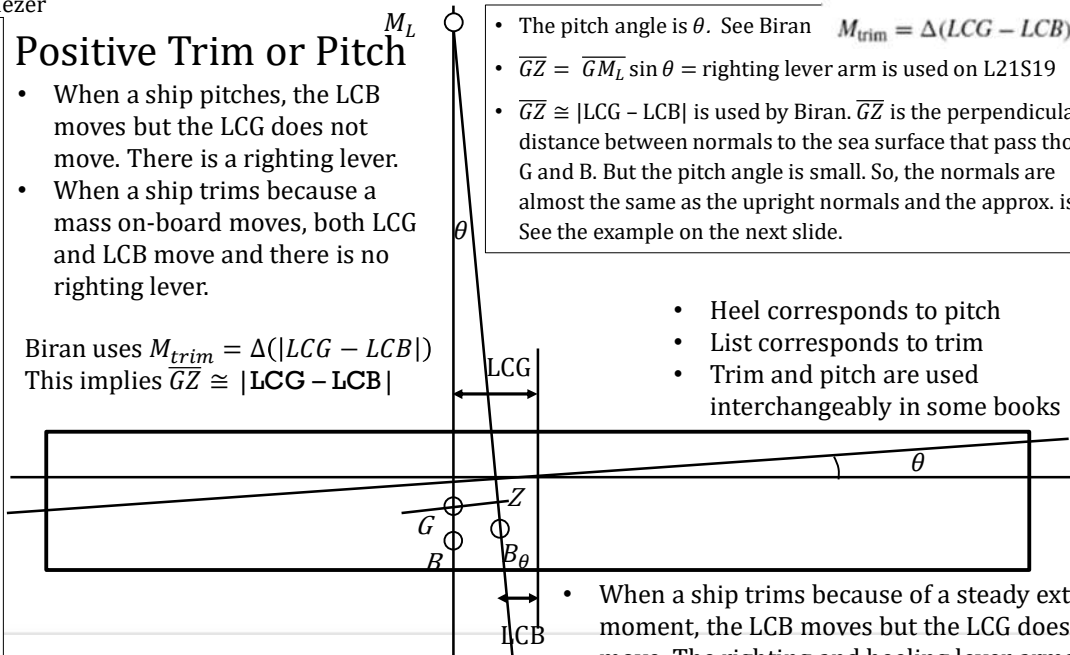 ezer
Positive Trim or Pitch
• When a ship pitches, the LCB
moves but the LCG does not
move. There is a righting lever.
• When a ship trims because a
mass on-board moves, both LCG
and LCB move and there is no
righting lever.
Biran uses M_trim = Δ(|LCG − LCB|)
This implies G̅Z̅ ≅ |LCG – LCB|
M_L
θ
• The pitch angle is θ. See Biran M_trim = Δ(LCG − LCB)
• G̅Z̅ = G̅M̅_L̅ sin θ = righting lever arm is used on L21S19
• G̅Z̅ ≅ |LCG – LCB| is used by Biran. G̅Z̅ is the perpendicula
distance between normals to the sea surface that pass tho
G and B. But the pitch angle is small. So, the normals are
almost the same as the upright normals and the approx. is
See the example on the next slide.
• Heel corresponds to pitch
• List corresponds to trim
• Trim and pitch are used
interchangeably in some books
LCG
θ
Z
G
B
B_θ
LCB
• When a ship trims because of a steady ext
moment, the LCB moves but the LCG does